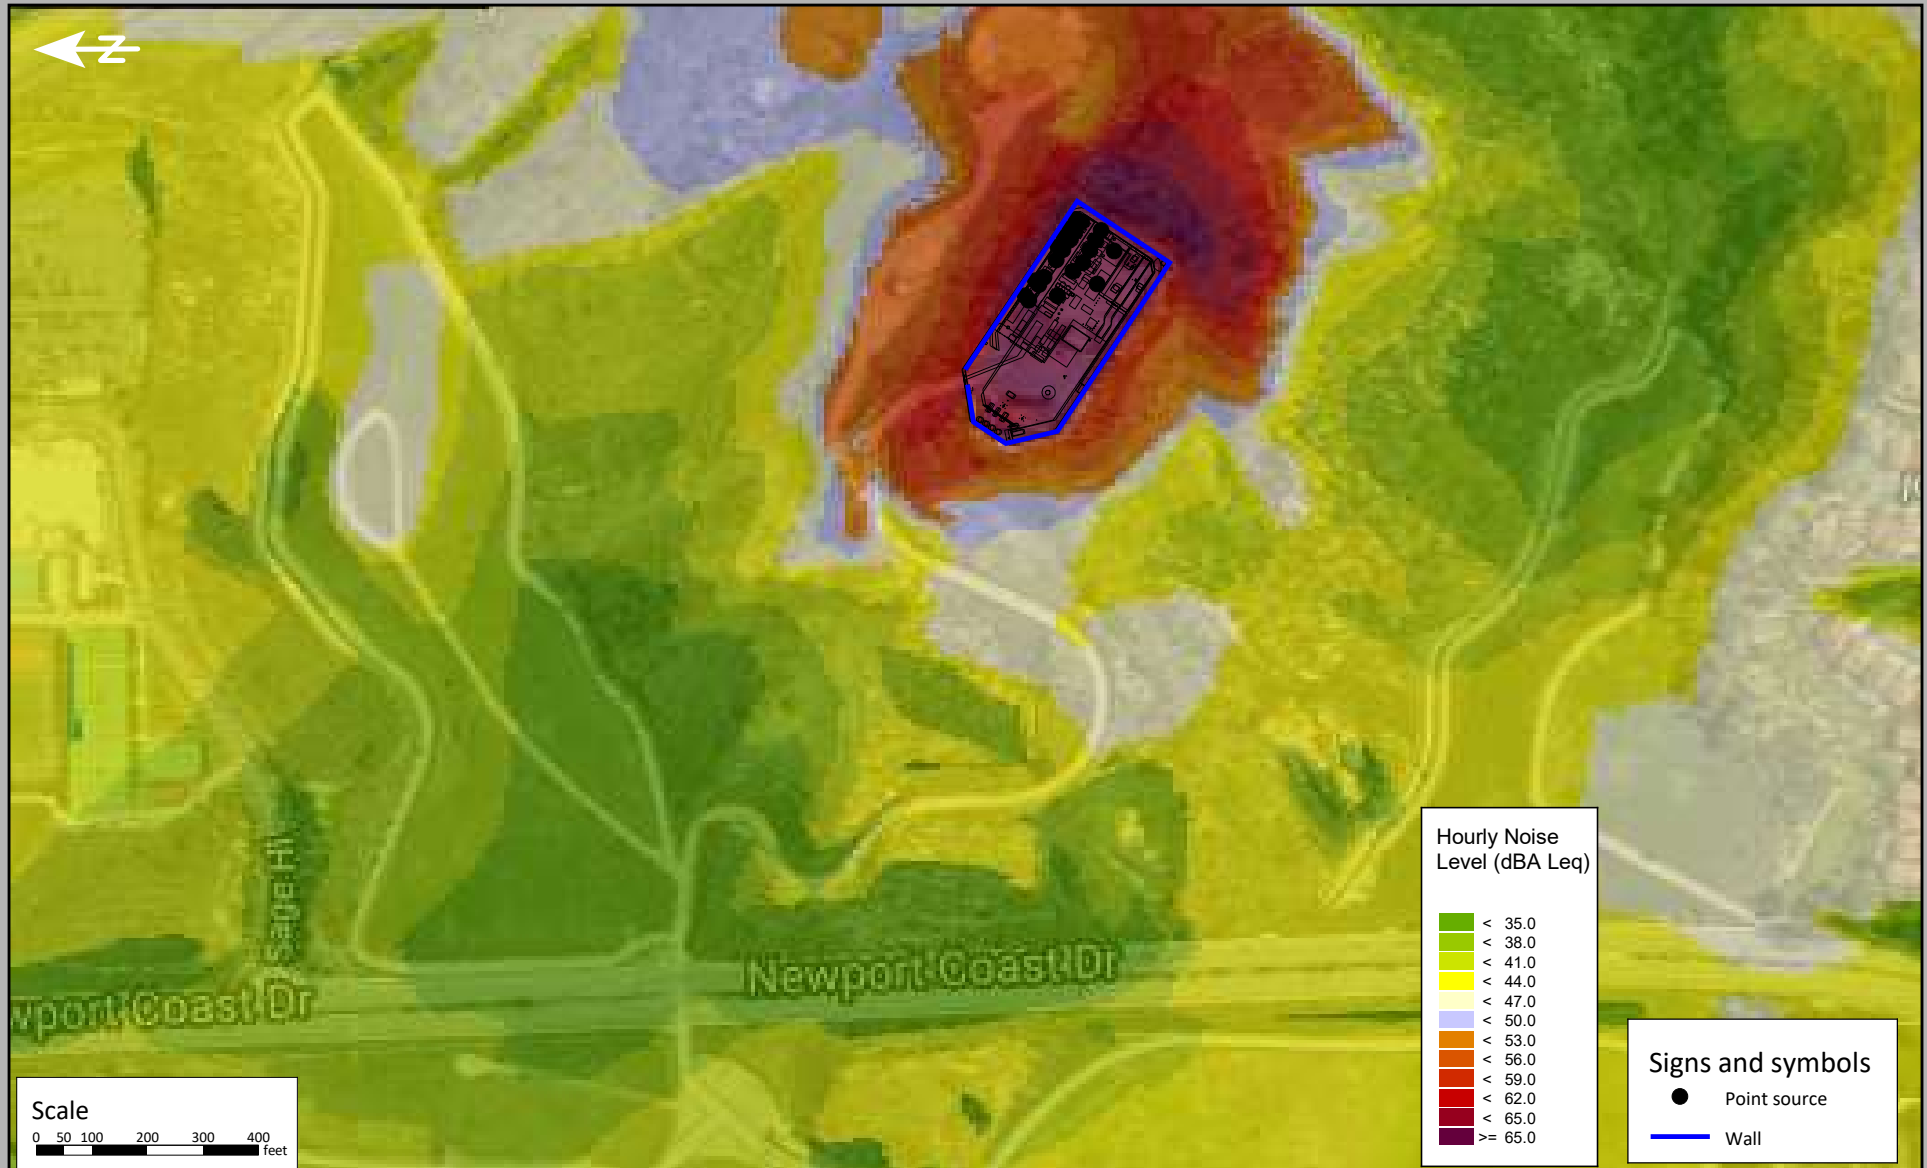 Z
Sage Hi
Newport Coast Dr
wport Coast Dr
Hourly Noise
Level (dBA Leq)
< 35.0
< 38.0
< 41.0
< 44.0
< 47.0
< 50.0
< 53.0
< 56.0
< 59.0
< 62.0
< 65.0
>= 65.0
Signs and symbols
Point source
Wall
Scale
0 50 100 200 300 400
feet